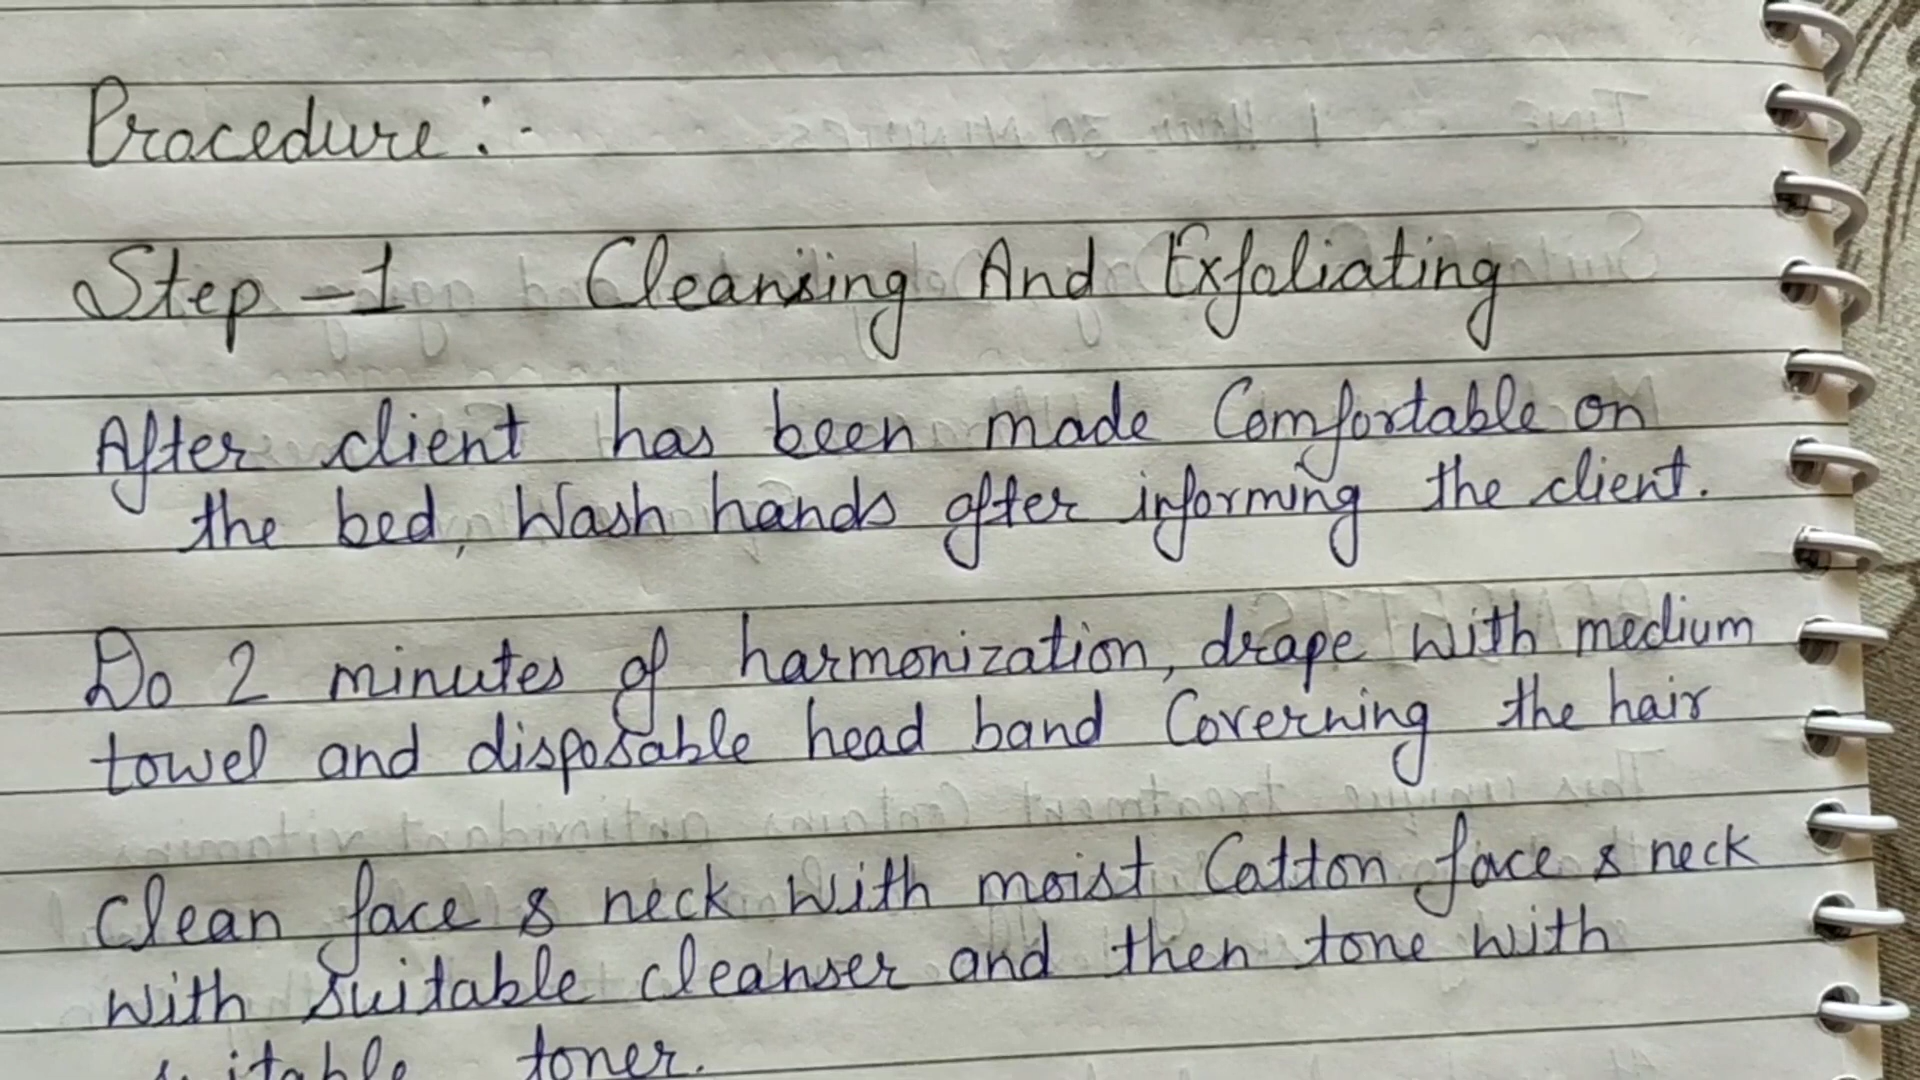 Procedure :-
Step -1 Cleansing And Exfoliating
After client has been made Comfortable on
the bed, Wash hands after informing the client.
Do 2 minutes of harmonization, drape with medium
towel and disposable head band Coverning the hair
Clean face & neck with moist Cotton face & neck
with suitable cleanser and then tone with
suitable toner.